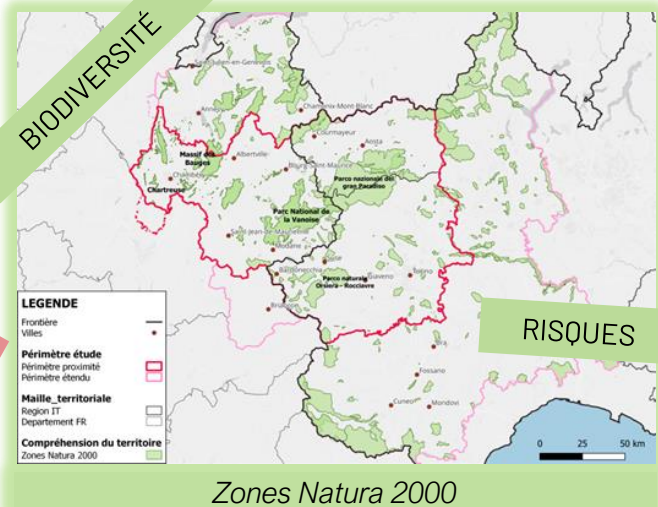 BIODIVERSITÉ
Saint-Julien-en-Genevois
Annecy
Chamonix-Mont-Blanc
Courmayeur
Aosta
Massif des
Bauges
Albertville
Bourg-Saint-Maurice
Chambéry
Chartreuse
Parco nazionale del
gran Paradiso
Parc National de
la Vanoise
Saint-Jean-de-Maurienne
Modane
Bardonecchia
Susa
Parco naturale
Orsiera - Rocciavre
Giaveno
Torino
Briançon
RISQUES
Bra
Fossano
Cuneo
Mondovì
LEGENDE
Frontière
Villes
Périmètre étude
Périmètre proximité
Périmètre étendu
Maille_territoriale
Region IT
Departement FR
Compréhension du territoire
Zones Natura 2000
0 25 50 km
Zones Natura 2000